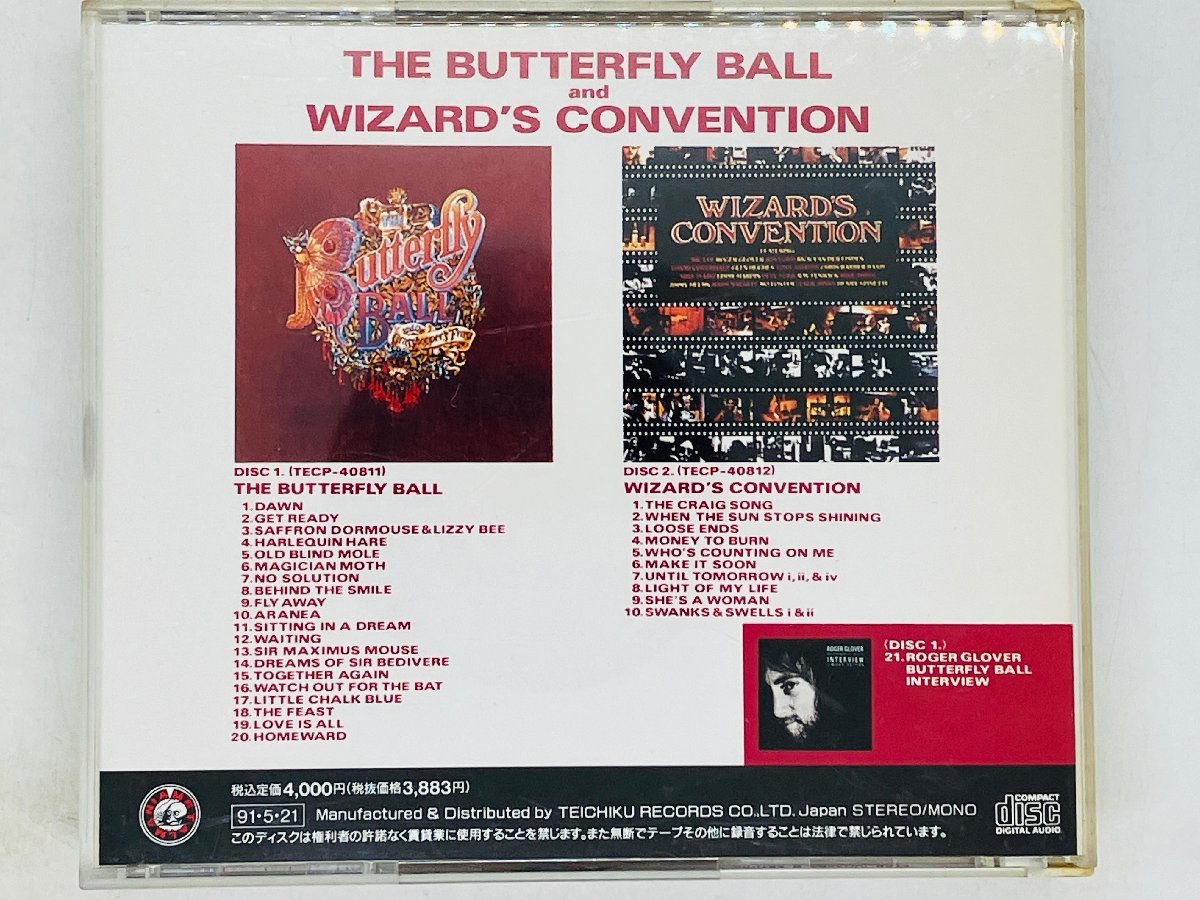 THE BUTTERFLY BALL
and
WIZARD'S CONVENTION
THE
Butterfly
BALL
WIZARD'S
CONVENTION
DISC 1. (TECP-40811)
THE BUTTERFLY BALL
1. DAWN
2. GET READY
3. SAFFRON DORMOUSE & LIZZY BEE
4. HARLEQUIN HARE
5. OLD BLIND MOLE
6. MAGICIAN MOTH
7. NO SOLUTION
8. BEHIND THE SMILE
9. FLY AWAY
10. ARANEA
11. SITTING IN A DREAM
12. WAITING
13. SIR MAXIMUS MOUSE
14. DREAMS OF SIR BEDIVERE
15. TOGETHER AGAIN
16. WATCH OUT FOR THE BAT
17. LITTLE CHALK BLUE
18. THE FEAST
19. LOVE IS ALL
20. HOMEWARD
DISC 2. (TECP-40812)
WIZARD'S CONVENTION
1. THE CRAIG SONG
2. WHEN THE SUN STOPS SHINING
3. LOOSE ENDS
4. MONEY TO BURN
5. WHO'S COUNTING ON ME
6. MAKE IT SOON
7. UNTIL TOMORROW i, ii, & iv
8. LIGHT OF MY LIFE
9. SHE'S A WOMAN
10. SWANKS & SWELLS i & ii
ROGER GLOVER
INTERVIEW
(DISC 1.)
21. ROGER GLOVER
BUTTERFLY BALL
INTERVIEW
税込定価4,000円(税抜価格3,883円)
91・5・21 Manufactured & Distributed by TEICHIKU RECORDS CO.,LTD. Japan STEREO/MONO
このディスクは権利者の許諾なく賃貸業に使用することを禁じます。また無断でテープその他に録音することは法律で禁じられています。
COMPACT
disc
DIGITAL AUDIO